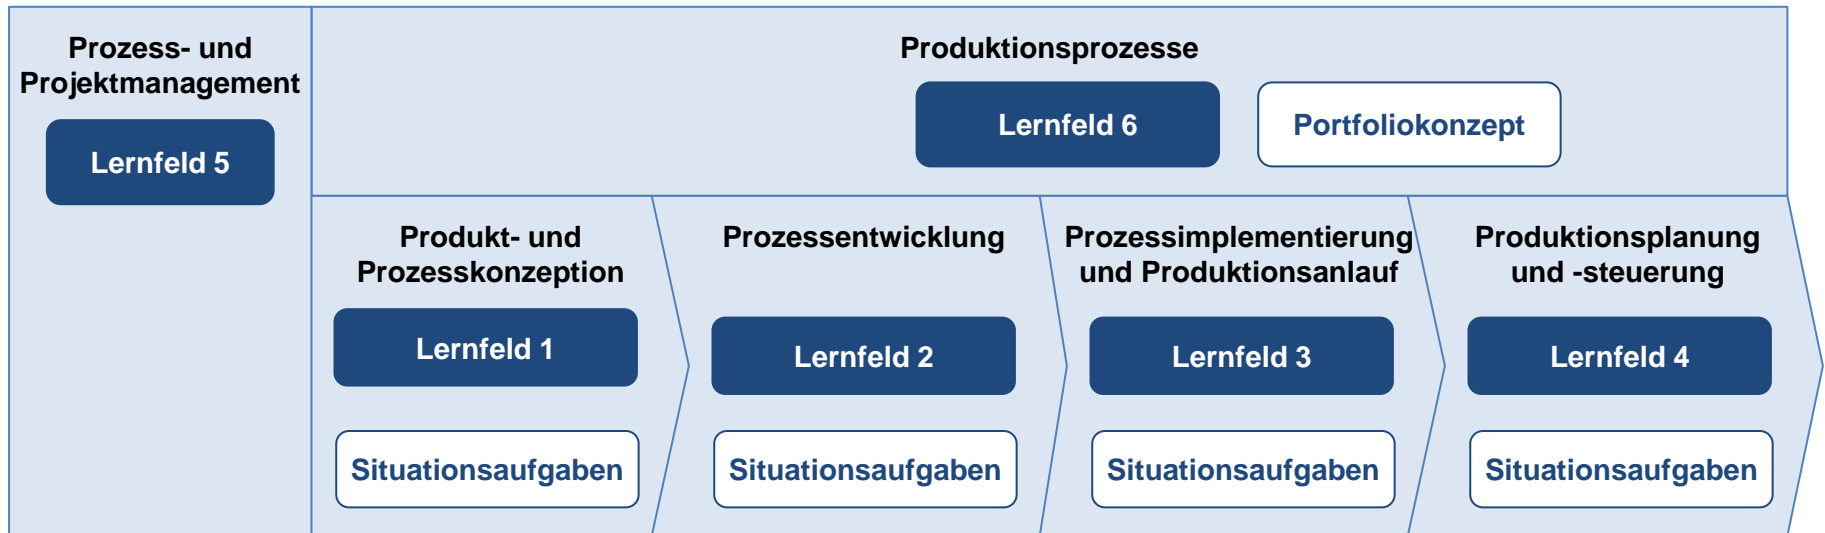 Prozess- und
Projektmanagement
Lernfeld 5
Produktionsprozesse
Lernfeld 6
Portfoliokonzept
Produkt- und
Prozesskonzeption
Lernfeld 1
Situationsaufgaben
Prozessentwicklung
Lernfeld 2
Situationsaufgaben
Prozessimplementierung
und Produktionsanlauf
Lernfeld 3
Situationsaufgaben
Produktionsplanung
und -steuerung
Lernfeld 4
Situationsaufgaben